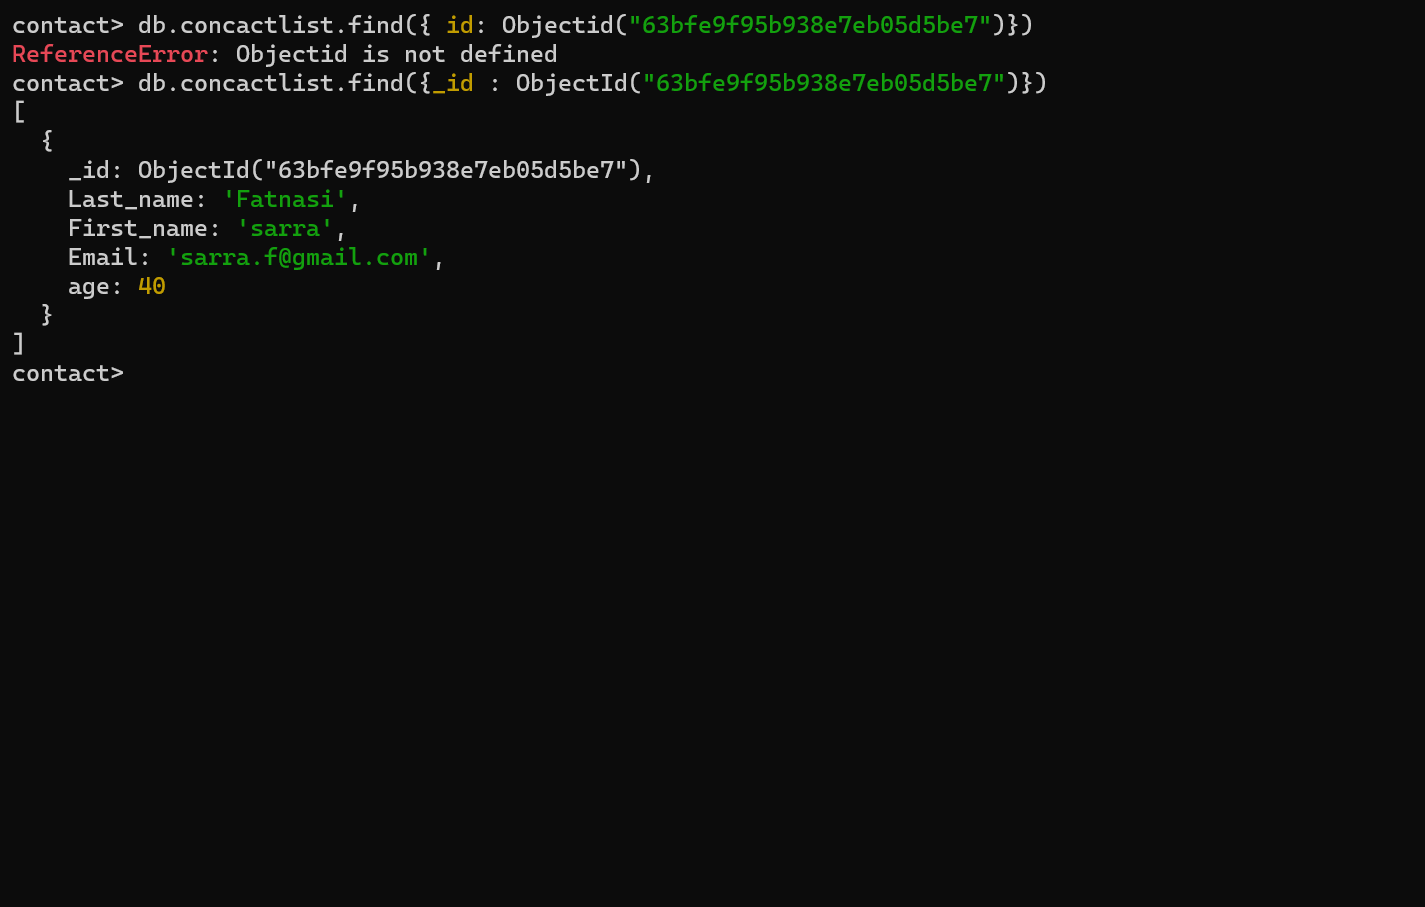 contact> db.concactlist.find({ id: Objectid("63bfe9f95b938e7eb05d5be7")})
ReferenceError: Objectid is not defined
contact> db.concactlist.find({_id : ObjectId("63bfe9f95b938e7eb05d5be7")})
[
  {
    _id: ObjectId("63bfe9f95b938e7eb05d5be7"),
    Last_name: 'Fatnasi',
    First_name: 'sarra',
    Email: 'sarra.f@gmail.com',
    age: 40
  }
]
contact>